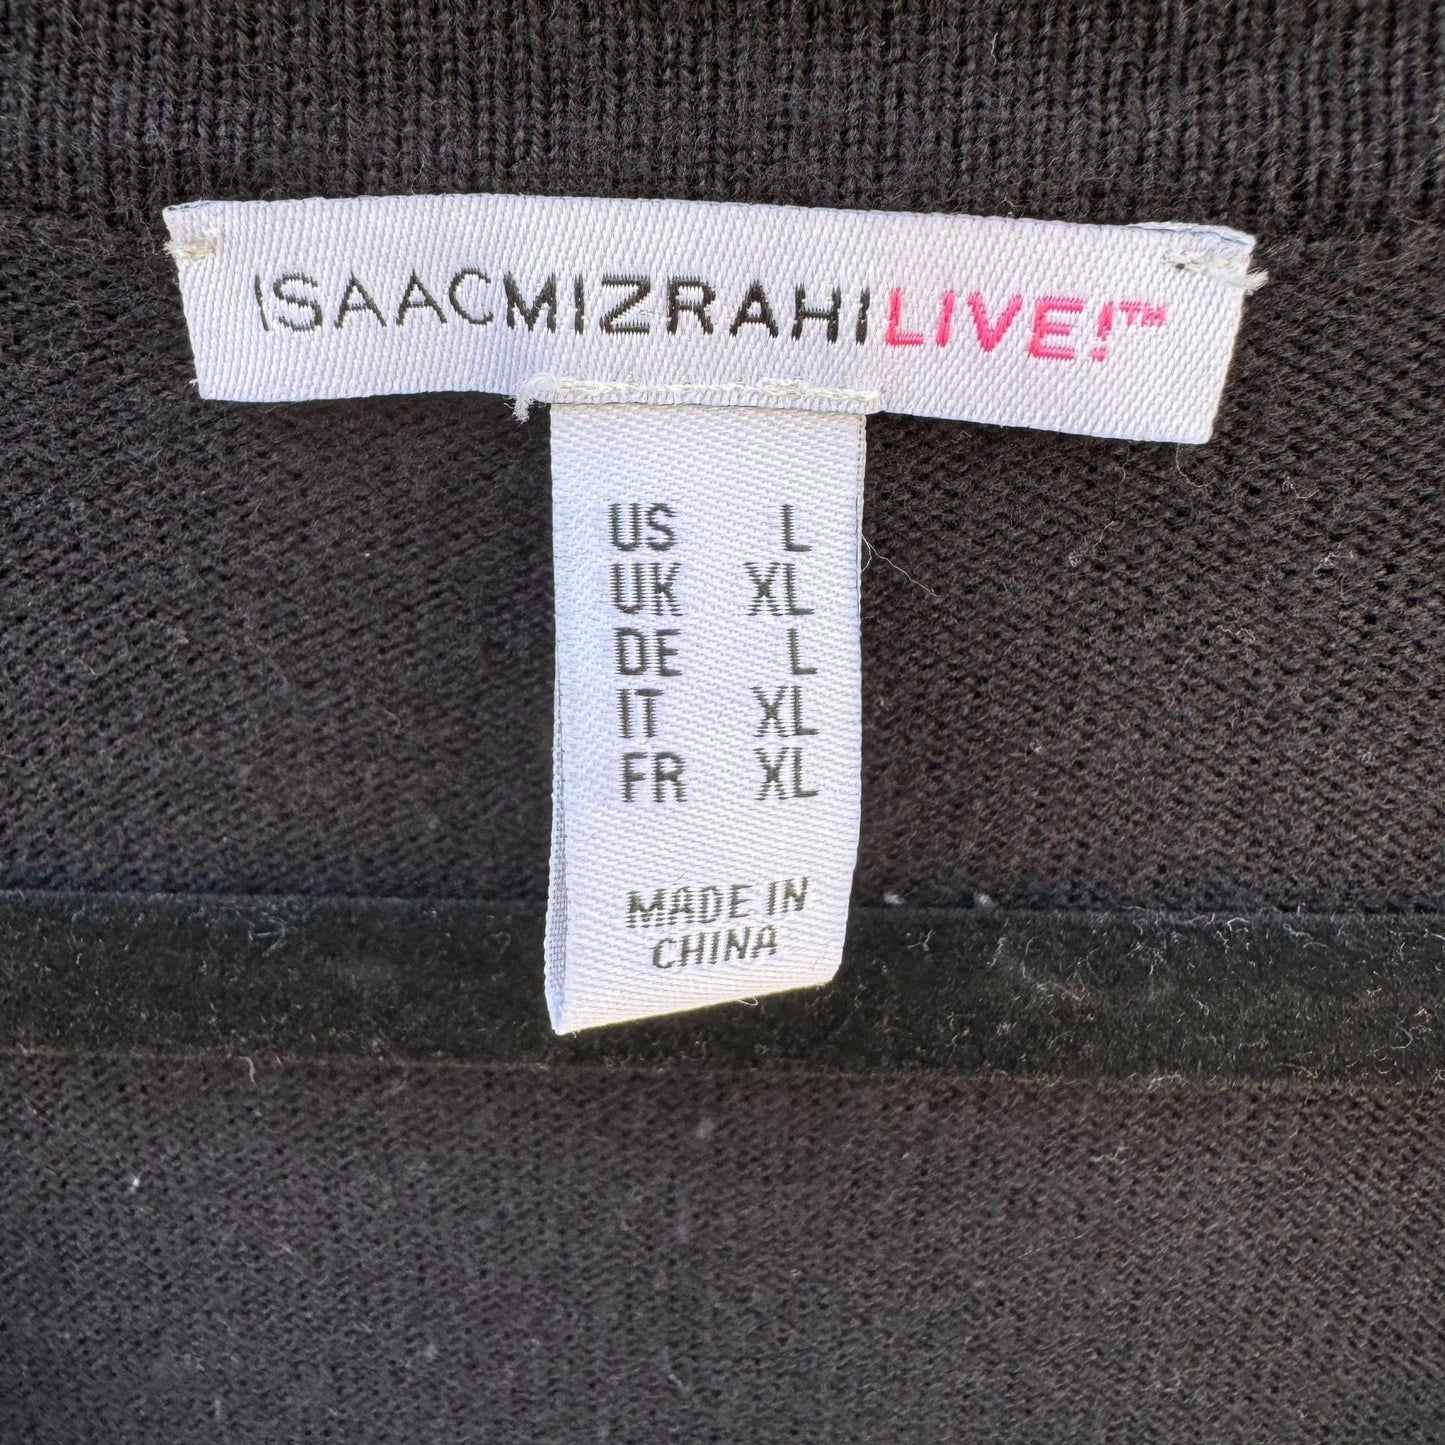 ISAACMIZRAHILIVE!™
US L
UK XL
DE L
IT XL
FR XL
MADE IN
CHINA